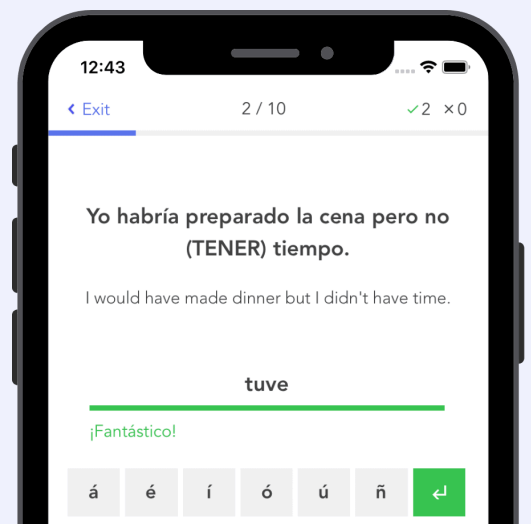 12:43
Exit 2 / 10 ✓2 ×0
Yo habría preparado la cena pero no
(TENER) tiempo.
I would have made dinner but I didn't have time.
tuve
¡Fantástico!
á é í ó ú ñ